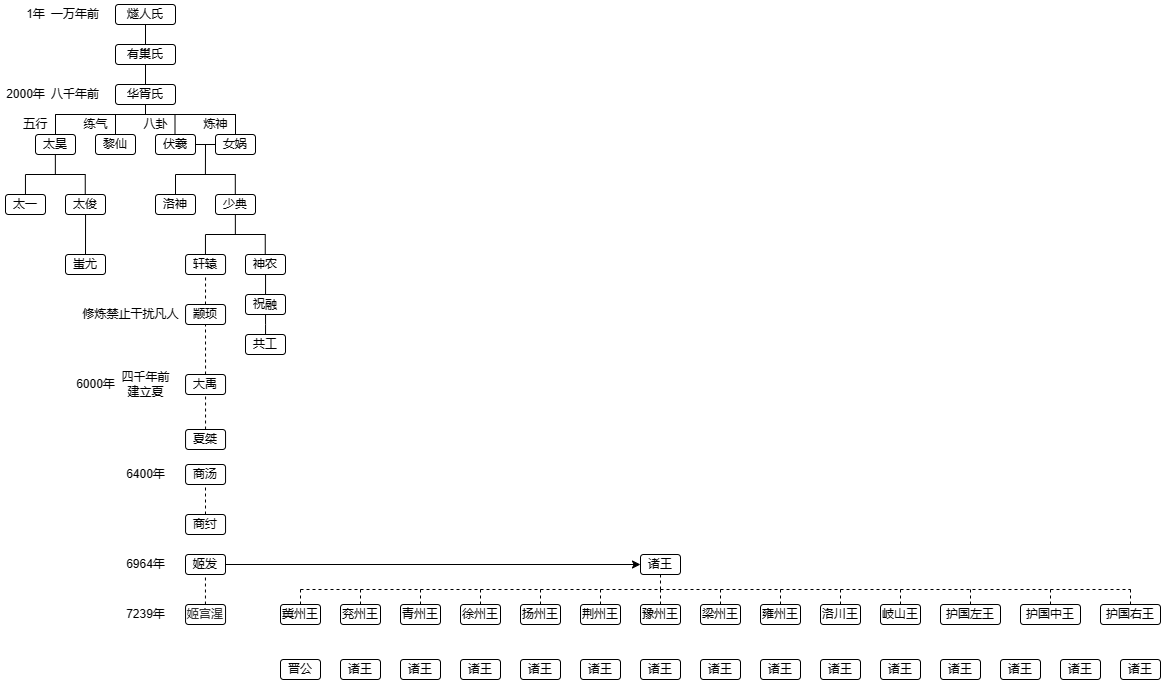 1年 一万年前 燧人氏
有巢氏
2000年 八千年前 华胥氏
五行 练气 八卦 炼神
太昊 黎仙 伏羲 女娲
太一 太俊 洛神 少典
蚩尤 轩辕 神农
祝融
修炼禁止干扰凡人 颛顼
共工
6000年 四千年前 大禹
建立夏
夏桀
6400年 商汤
商纣
6964年 姬发 诸王
7239年 姬宫湦 冀州王 兖州王 青州王 徐州王 扬州王 荆州王 豫州王 梁州王 雍州王 洛川王 岐山王 护国左王 护国中王 护国右王
晋公 诸王 诸王 诸王 诸王 诸王 诸王 诸王 诸王 诸王 诸王 诸王 诸王 诸王 诸王